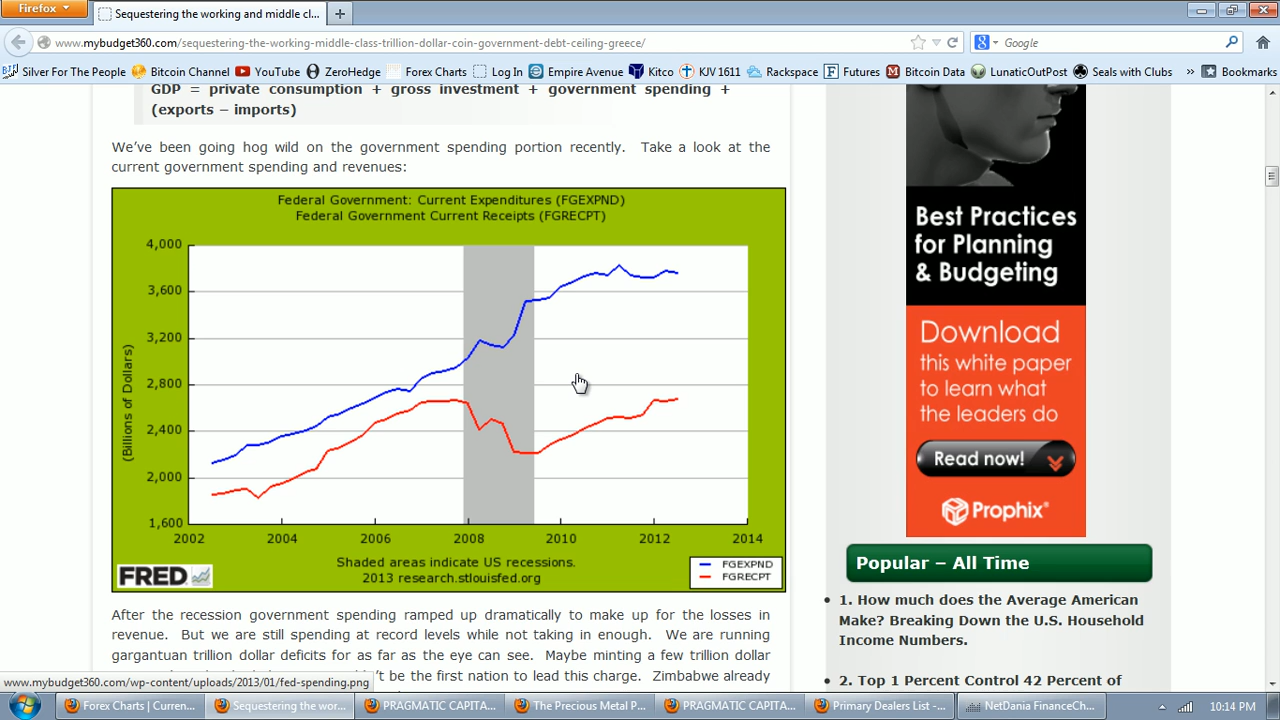 Firefox
Sequestering the working and middle cl...
www.mybudget360.com/sequestering-the-working-middle-class-trillion-dollar-coin-government-debt-ceiling-greece/
Google
Silver For The People
Bitcoin Channel
YouTube
ZeroHedge
Forex Charts
Log In
Empire Avenue
Kitco
KJV 1611
Rackspace
Futures
Bitcoin Data
LunaticOutPost
Seals with Clubs
»
Bookmarks
GDP = private consumption + gross investment + government spending +
(exports – imports)
We've been going hog wild on the government spending portion recently. Take a look at the
current government spending and revenues:
Federal Government: Current Expenditures (FGEXPND)
Federal Government Current Receipts (FGRECPT)
(Billions of Dollars)
4,000
3,600
3,200
2,800
2,400
2,000
1,600
2002 2004 2006 2008 2010 2012 2014
Shaded areas indicate US recessions.
2013 research.stlouisfed.org
FRED
FGEXPND
FGRECPT
After the recession government spending ramped up dramatically to make up for the losses in
revenue. But we are still spending at record levels while not taking in enough. We are running
gargantuan trillion dollar deficits for as far as the eye can see. Maybe minting a few trillion dollar
't be the first nation to lead this charge. Zimbabwe already
Best Practices
for Planning
& Budgeting
Download
this white paper
to learn what
the leaders do
Read now!
Prophix
Popular – All Time
1. How much does the Average American
Make? Breaking Down the U.S. Household
Income Numbers.
2. Top 1 Percent Control 42 Percent of
www.mybudget360.com/wp-content/uploads/2013/01/fed-spending.png
Forex Charts | Curren...
Sequestering the wor...
PRAGMATIC CAPITA...
The Precious Metal P...
PRAGMATIC CAPITA...
Primary Dealers List -...
NetDania FinanceCh...
10:14 PM